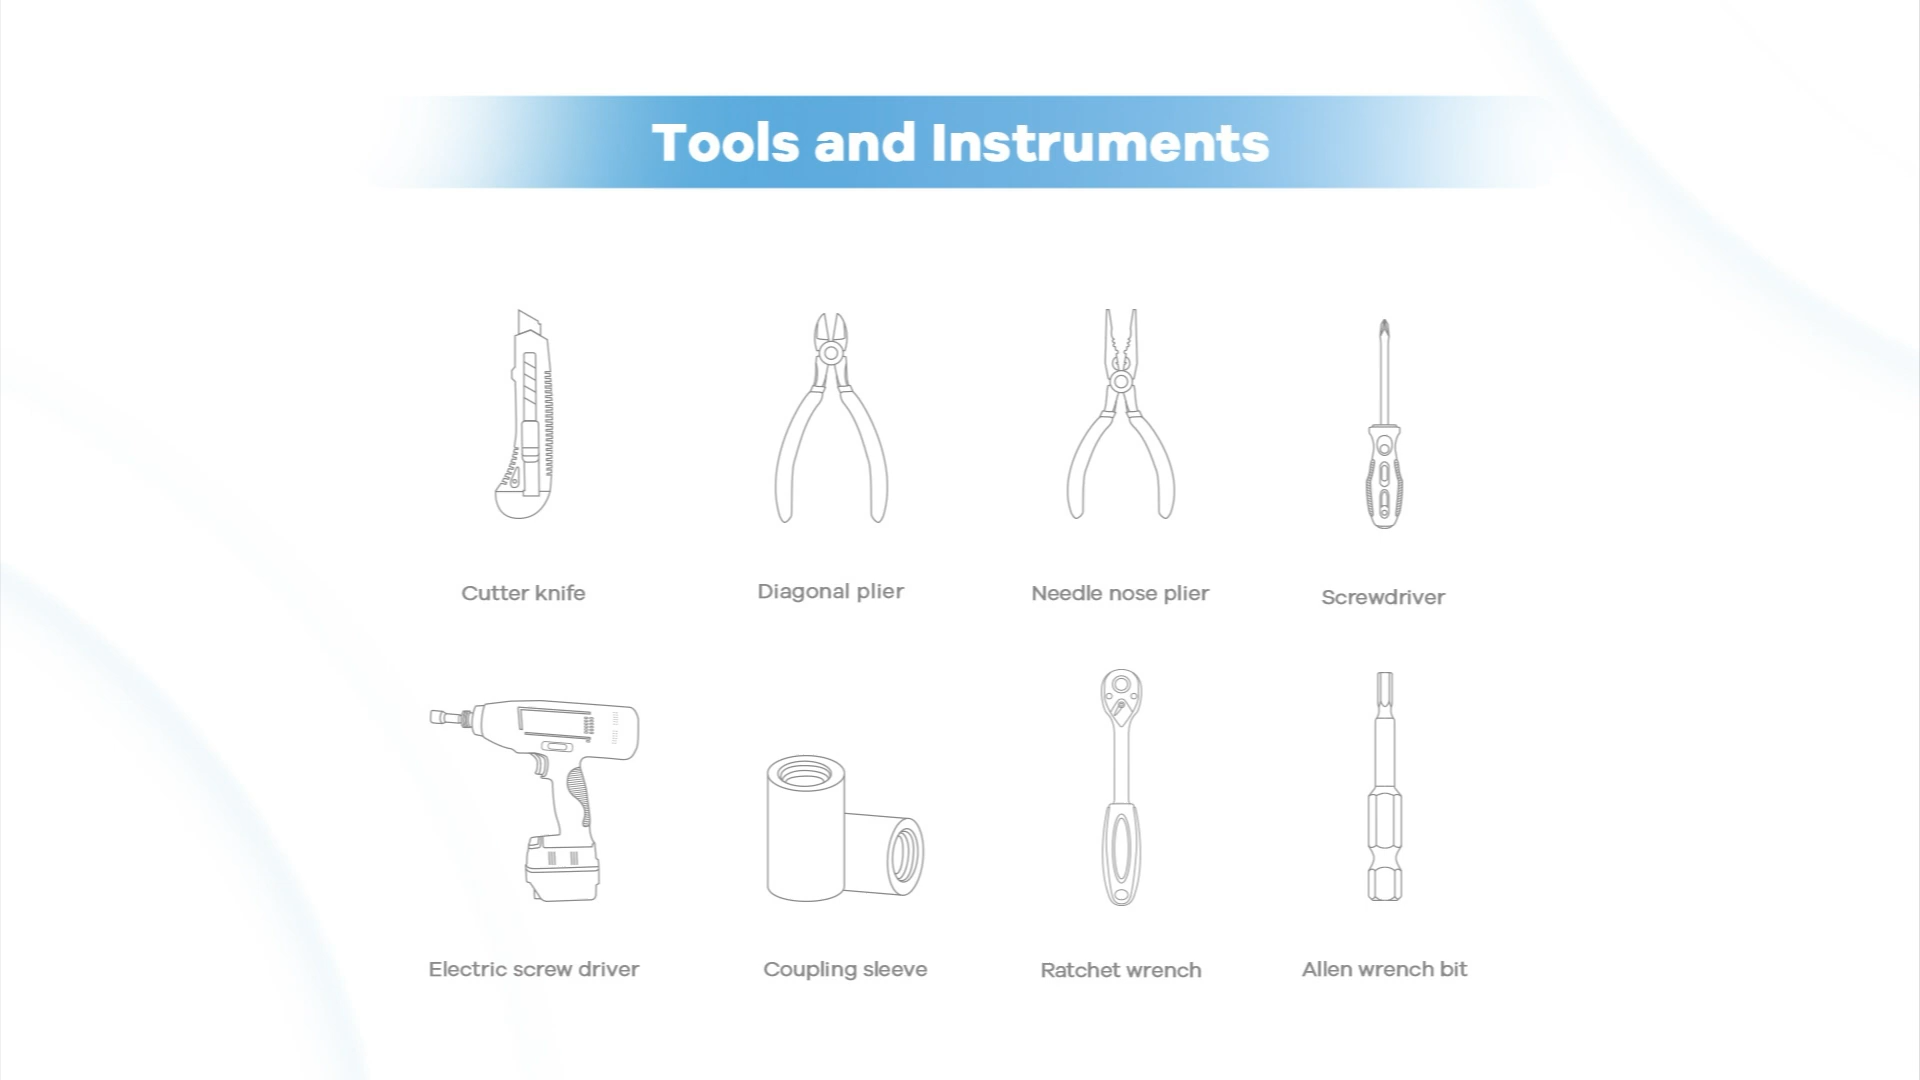 Tools and Instruments
Cutter knife
Diagonal plier
Needle nose plier
Screwdriver
Electric screw driver
Coupling sleeve
Ratchet wrench
Allen wrench bit